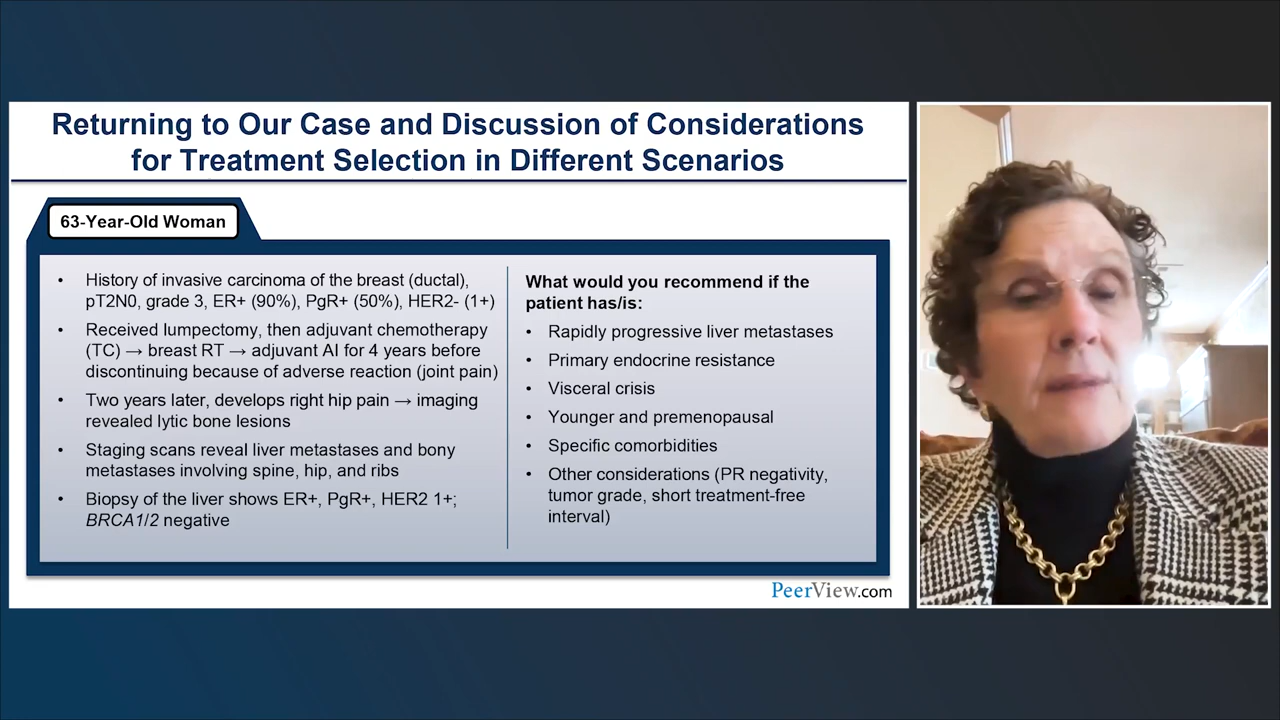 Returning to Our Case and Discussion of Considerations
for Treatment Selection in Different Scenarios
63-Year-Old Woman
• History of invasive carcinoma of the breast (ductal),
pT2N0, grade 3, ER+ (90%), PgR+ (50%), HER2- (1+)
• Received lumpectomy, then adjuvant chemotherapy
(TC) → breast RT → adjuvant AI for 4 years before
discontinuing because of adverse reaction (joint pain)
• Two years later, develops right hip pain → imaging
revealed lytic bone lesions
• Staging scans reveal liver metastases and bony
metastases involving spine, hip, and ribs
• Biopsy of the liver shows ER+, PgR+, HER2 1+;
BRCA1/2 negative
What would you recommend if the
patient has/is:
• Rapidly progressive liver metastases
• Primary endocrine resistance
• Visceral crisis
• Younger and premenopausal
• Specific comorbidities
• Other considerations (PR negativity,
tumor grade, short treatment-free
interval)
PeerView.com